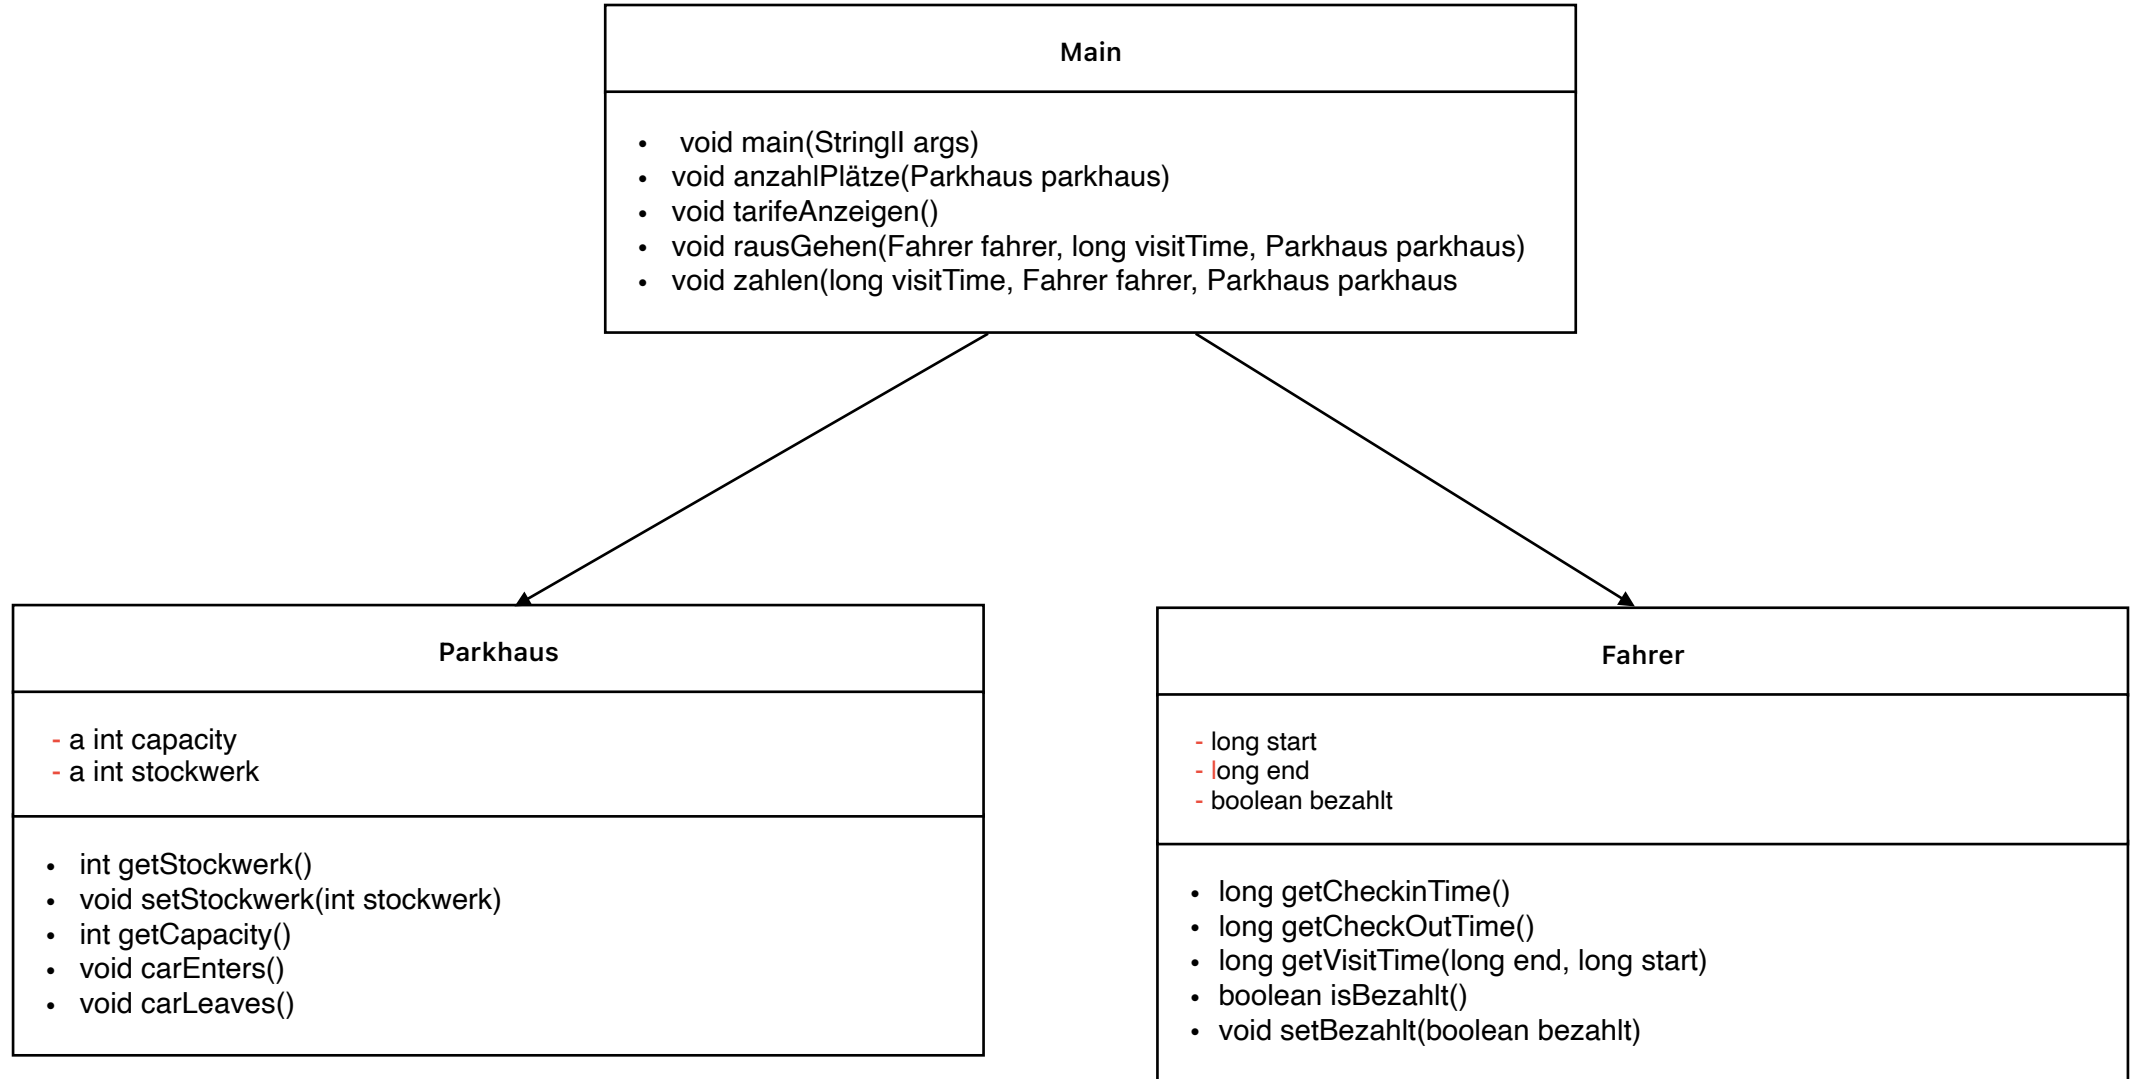 Main
• void main(StringII args)
• void anzahlPlätze(Parkhaus parkhaus)
• void tarifeAnzeigen()
• void rausGehen(Fahrer fahrer, long visitTime, Parkhaus parkhaus)
• void zahlen(long visitTime, Fahrer fahrer, Parkhaus parkhaus
Parkhaus
- a int capacity
- a int stockwerk
• int getStockwerk()
• void setStockwerk(int stockwerk)
• int getCapacity()
• void carEnters()
• void carLeaves()
Fahrer
- long start
- long end
- boolean bezahlt
• long getCheckinTime()
• long getCheckOutTime()
• long getVisitTime(long end, long start)
• boolean isBezahlt()
• void setBezahlt(boolean bezahlt)